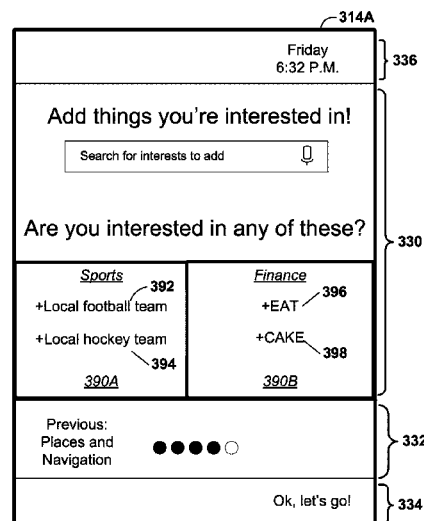 314A
Friday
6:32 P.M.
336
Add things you're interested in!
Search for interests to add
330
Are you interested in any of these?
Sports
392
+Local football team
+Local hockey team
394
390A
Finance
+EAT
396
+CAKE
398
390B
Previous:
Places and
Navigation
332
Ok, let's go!
334